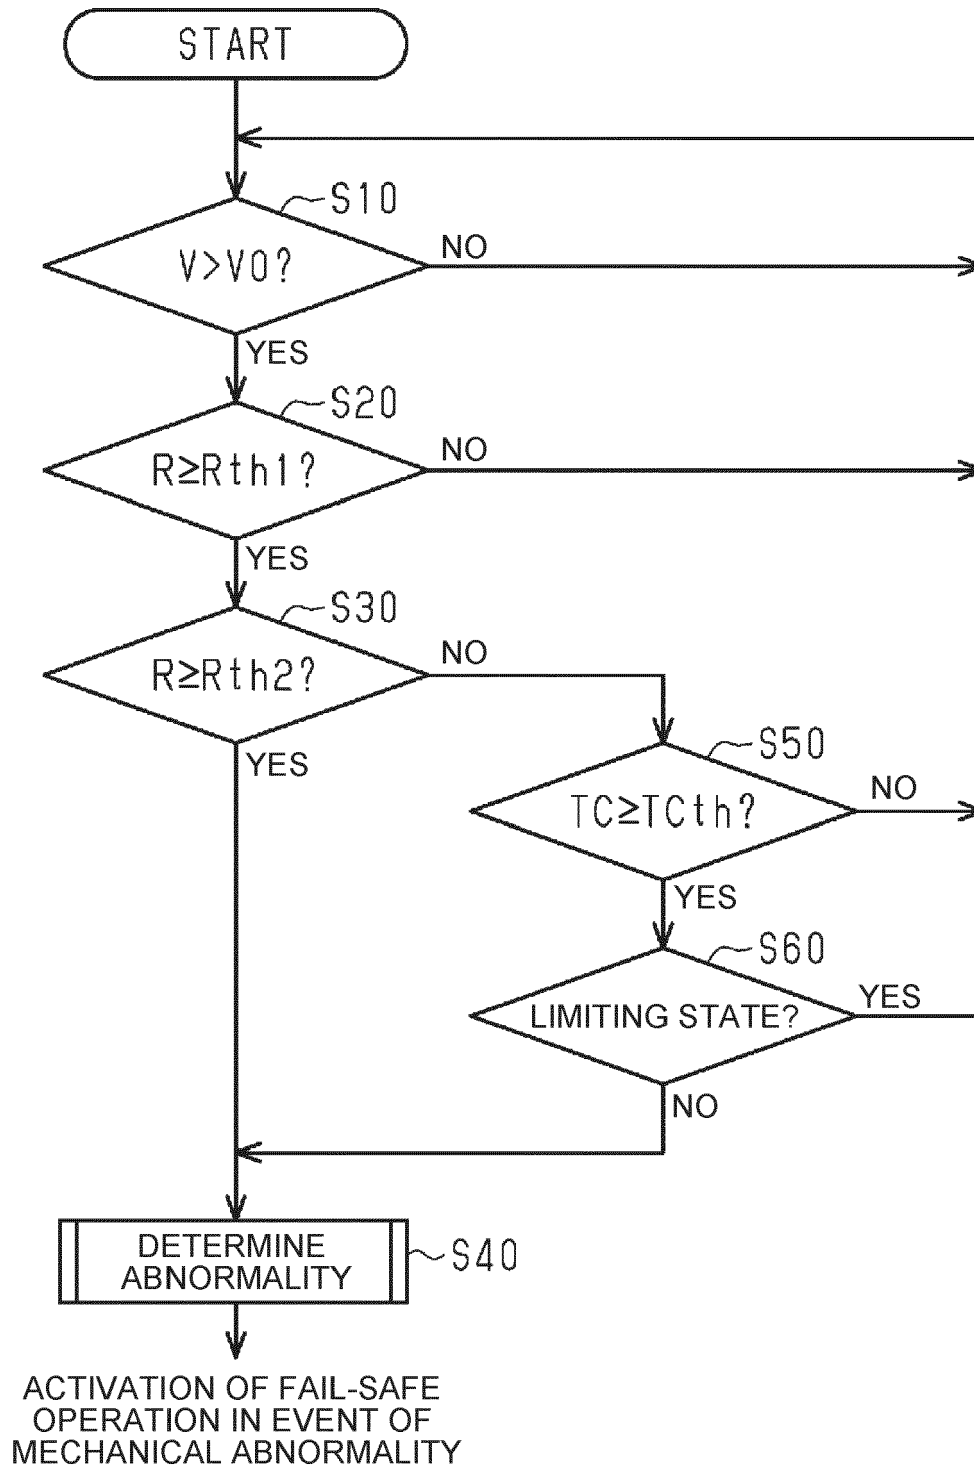 START
S10
V>V0?
NO
YES
S20
R≥Rth1?
NO
YES
S30
R≥Rth2?
NO
YES
S50
TC≥TCth?
NO
YES
S60
LIMITING STATE?
YES
NO
DETERMINE
ABNORMALITY
S40
ACTIVATION OF FAIL-SAFE
OPERATION IN EVENT OF
MECHANICAL ABNORMALITY